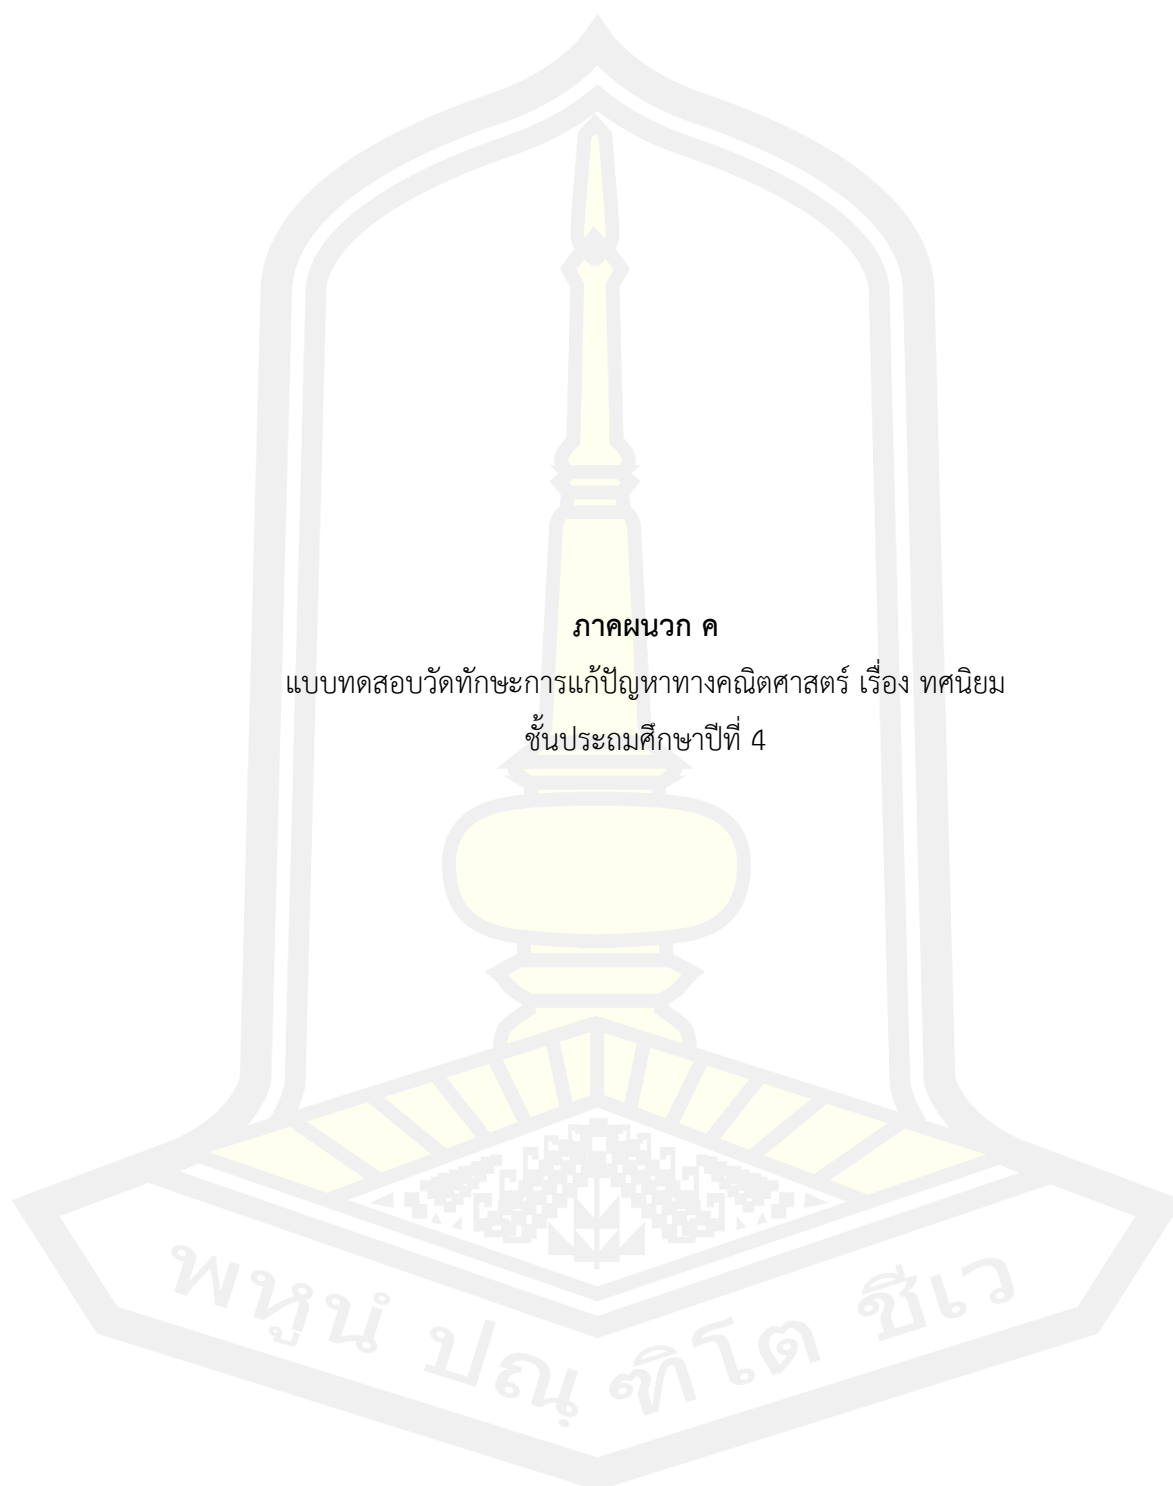 ภาคผนวก ค
แบบทดสอบวัดทักษะการแก้ปัญหาทางคณิตศาสตร์ เรื่อง ทศนิยม
ชั้นประถมศึกษาปีที่ 4
พหูนํ ปณฺฑิโต ชีเว